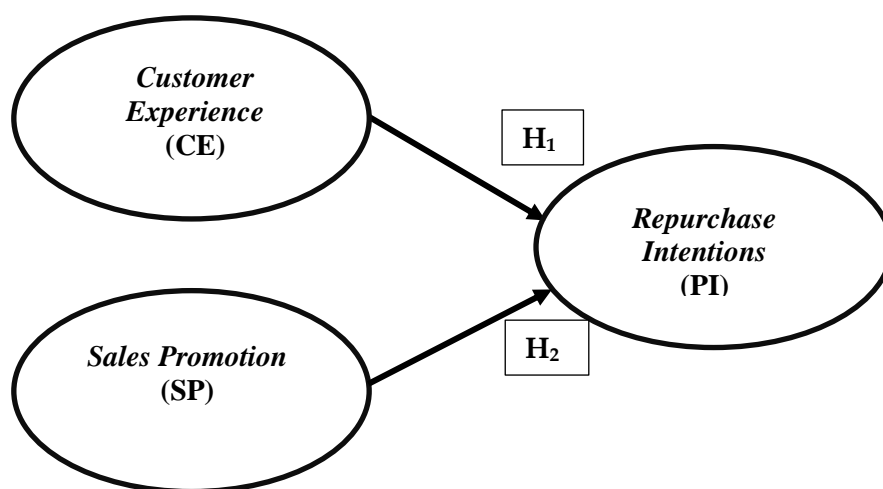 Customer
Experience
(CE)
H₁
Repurchase
Intentions
(PI)
Sales Promotion
(SP)
H₂